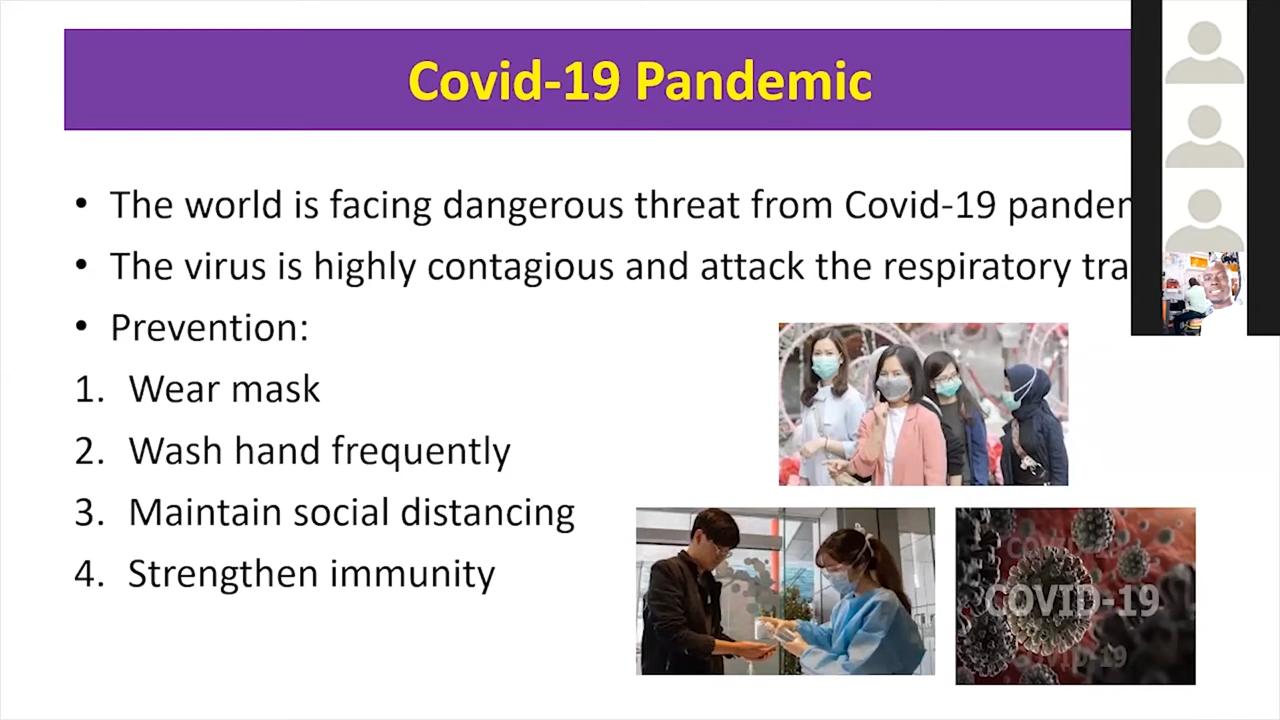 Covid-19 Pandemic
• The world is facing dangerous threat from Covid-19
• The virus is highly contagious and attack the respiratory
• Prevention:
1. Wear mask
2. Wash hand frequently
3. Maintain social distancing
4. Strengthen immunity
COVID-19